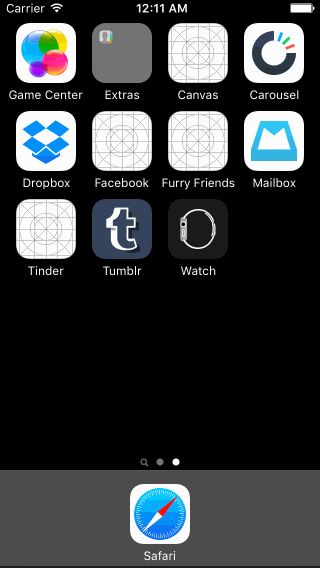 Carrier 12:11 AM
Game Center Extras Canvas Carousel
Dropbox Facebook Furry Friends Mailbox
Tinder Tumblr Watch
Safari